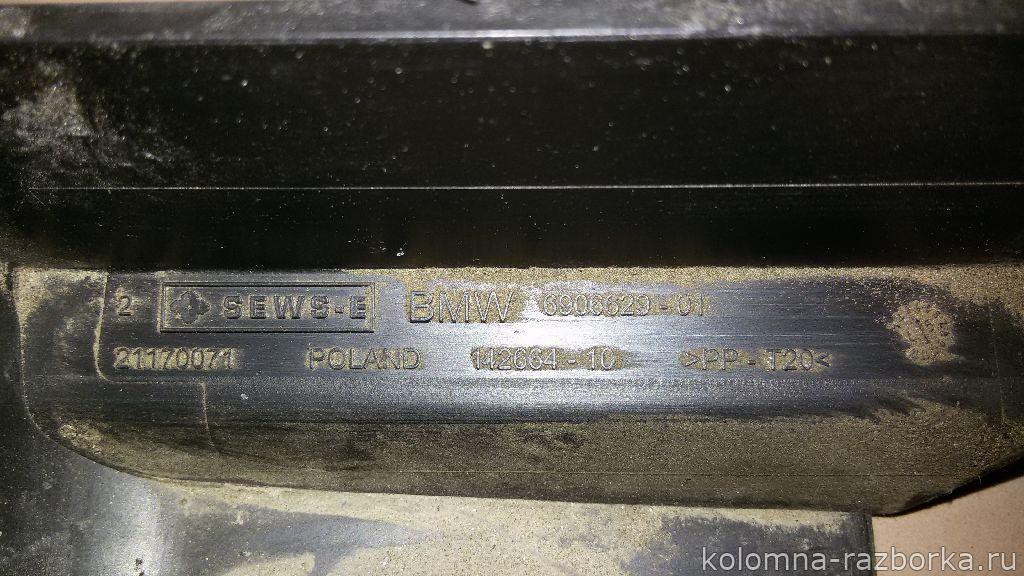 2 SEWS-E BMW 6906629-01
21170071 POLAND 142664-10 >PP-T20<
kolomna-razborka.ru